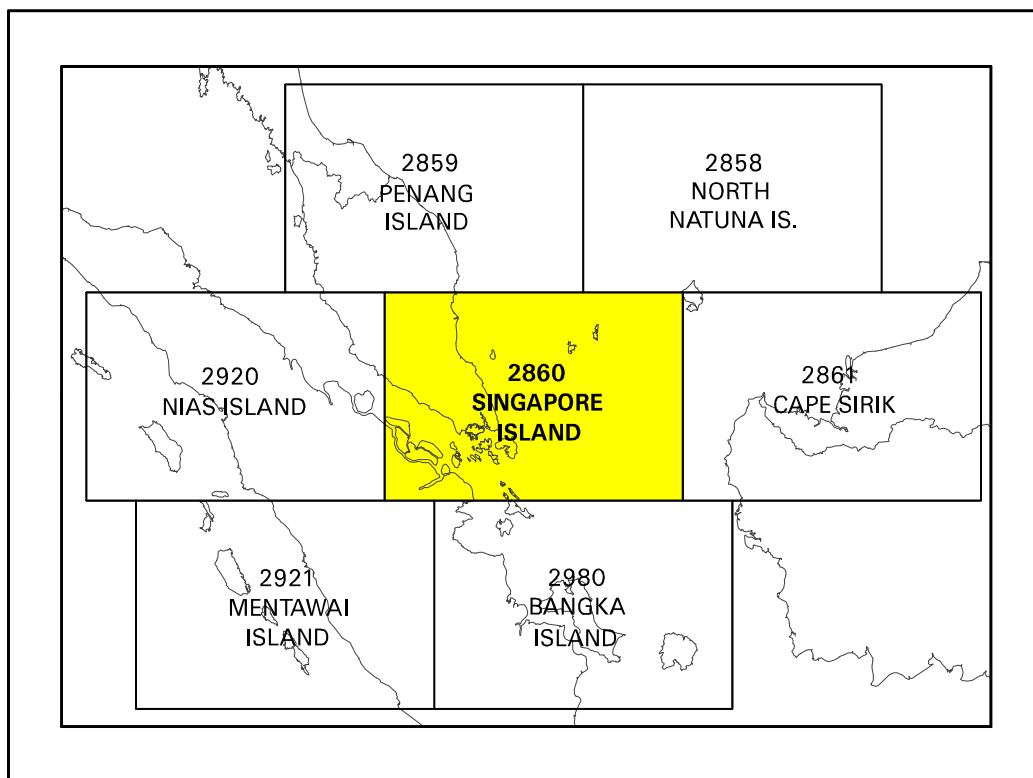 2859
PENANG
ISLAND
2858
NORTH
NATUNA IS.
2920
NIAS ISLAND
2860
SINGAPORE
ISLAND
2861
CAPE SIRIK
2921
MENTAWAI
ISLAND
2980
BANGKA
ISLAND